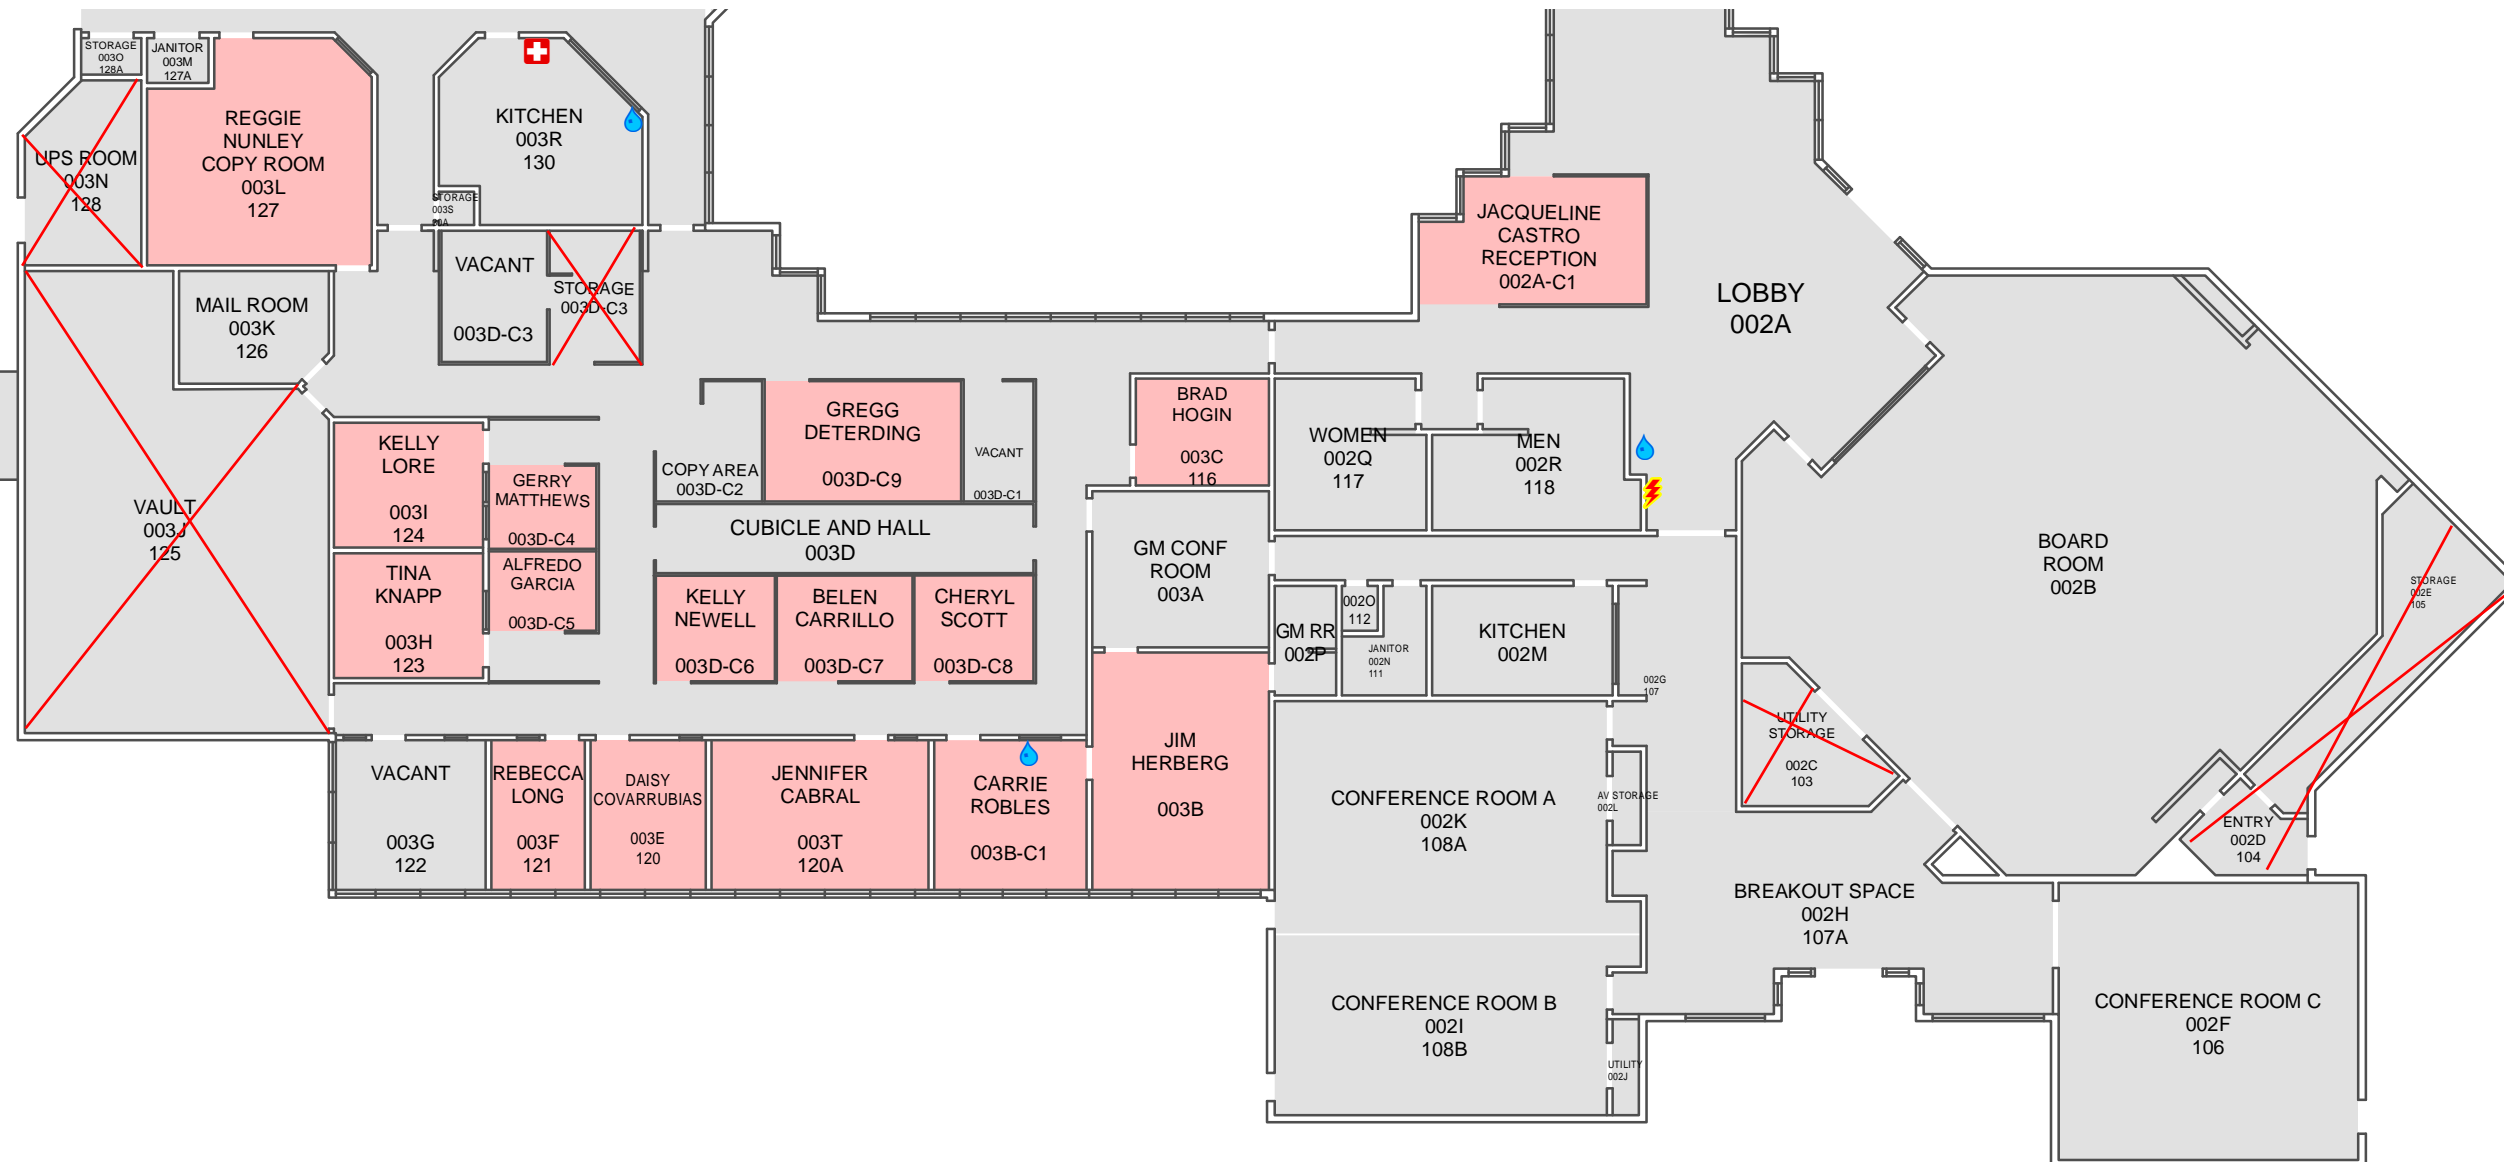 STORAGE
003O
128A
JANITOR
003M
127A
REGGIE
NUNLEY
COPY ROOM
003L
127
UPS ROOM
003N
128
KITCHEN
003R
130
STORAGE
003S
VACANT
003D-C3
STORAGE
003D-C3
MAIL ROOM
003K
126
VAULT
003J
125
JACQUELINE
CASTRO
RECEPTION
002A-C1
LOBBY
002A
KELLY
LORE
003I
124
GERRY
MATTHEWS
003D-C4
TINA
KNAPP
003H
123
ALFREDO
GARCIA
003D-C5
COPY AREA
003D-C2
GREGG
DETERDING
003D-C9
VACANT
003D-C1
CUBICLE AND HALL
003D
KELLY
NEWELL
003D-C6
BELEN
CARRILLO
003D-C7
CHERYL
SCOTT
003D-C8
BRAD
HOGIN
003C
116
WOMEN
002Q
117
MEN
002R
118
GM CONF
ROOM
003A
GM RR
002P
002O
112
JANITOR
002N
111
KITCHEN
002M
002G
107
BOARD
ROOM
002B
STORAGE
002E
105
UTILITY
STORAGE
002C
103
ENTRY
002D
104
VACANT
003G
122
REBECCA
LONG
003F
121
DAISY
COVARRUBIAS
003E
120
JENNIFER
CABRAL
003T
120A
CARRIE
ROBLES
003B-C1
JIM
HERBERG
003B
CONFERENCE ROOM A
002K
108A
AV STORAGE
002L
BREAKOUT SPACE
002H
107A
CONFERENCE ROOM B
002I
108B
UTILITY
002J
CONFERENCE ROOM C
002F
106